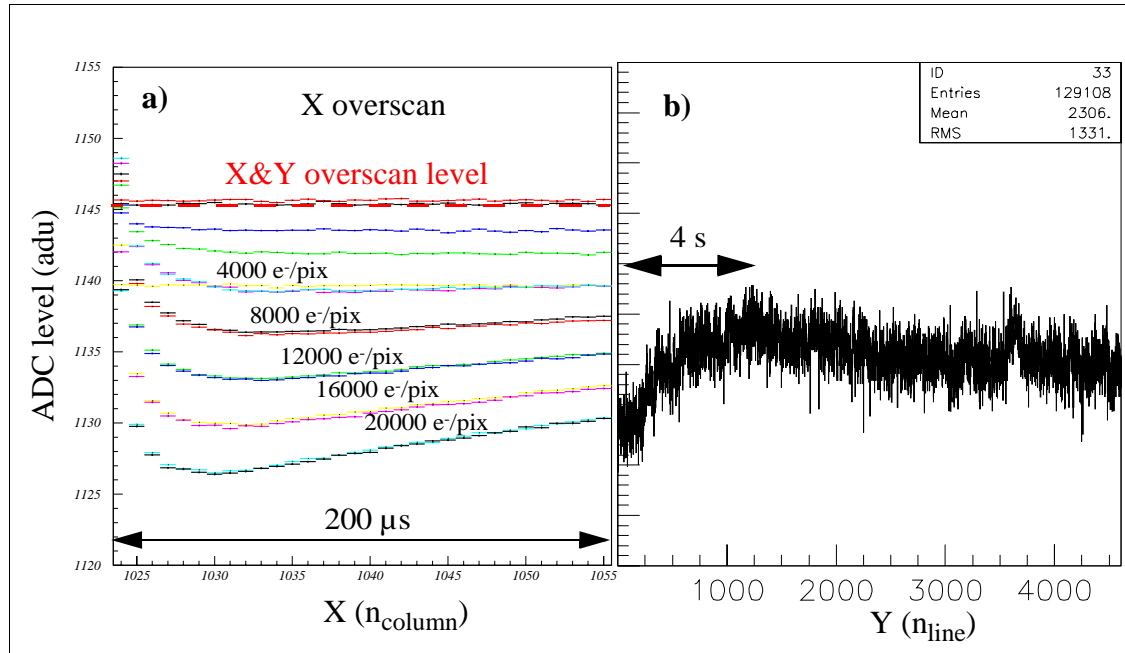 a)
X overscan
X&Y overscan level
4000 e-/pix
8000 e-/pix
12000 e-/pix
16000 e-/pix
20000 e-/pix
200 µs
ADC level (adu)
1155
1150
1145
1140
1135
1130
1125
1120
1025
1030
1035
1040
1045
1050
1055
X (ncolumn)
b)
ID 33
Entries 129108
Mean 2306.
RMS 1331.
4 s
1000
2000
3000
4000
Y (nline)